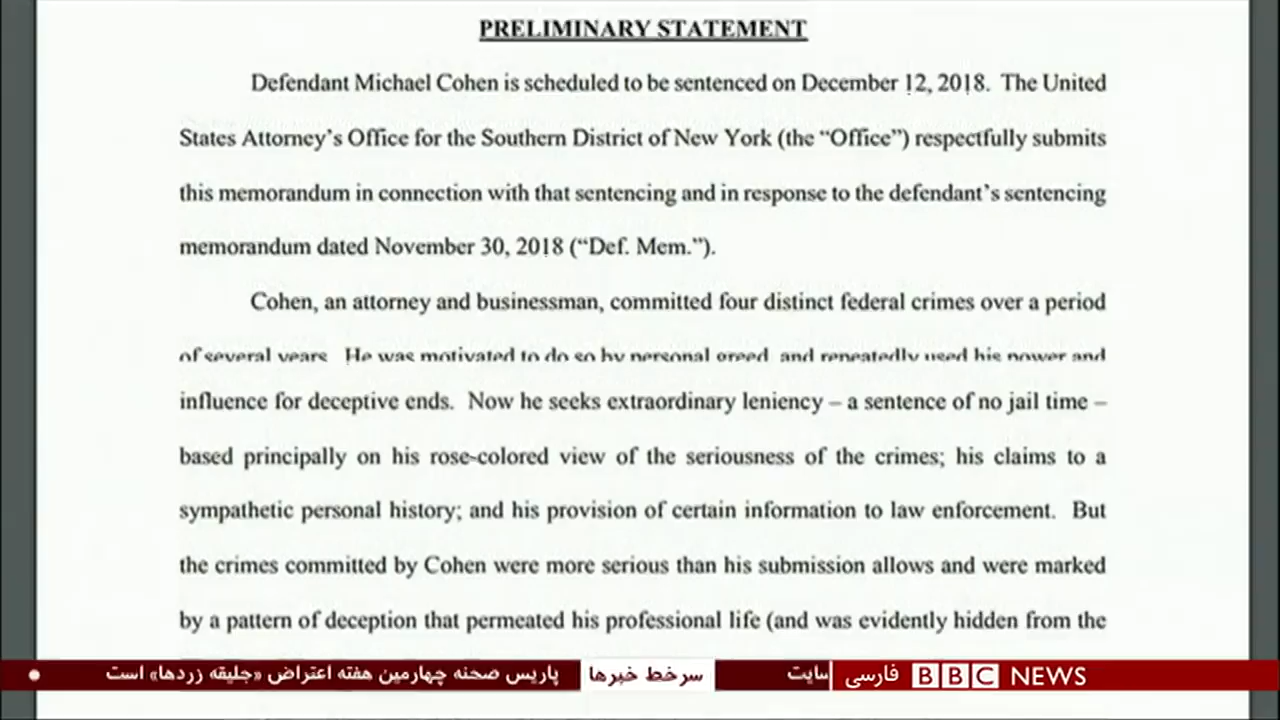 PRELIMINARY STATEMENT
Defendant Michael Cohen is scheduled to be sentenced on December 12, 2018. The United
States Attorney's Office for the Southern District of New York (the “Office”) respectfully submits
this memorandum in connection with that sentencing and in response to the defendant's sentencing
memorandum dated November 30, 2018 (“Def. Mem.”).
Cohen, an attorney and businessman, committed four distinct federal crimes over a period
of several years. He was motivated to do so by personal greed, and repeatedly used his power and
influence for deceptive ends. Now he seeks extraordinary leniency – a sentence of no jail time –
based principally on his rose-colored view of the seriousness of the crimes; his claims to a
sympathetic personal history; and his provision of certain information to law enforcement. But
the crimes committed by Cohen were more serious than his submission allows and were marked
by a pattern of deception that permeated his professional life (and was evidently hidden from the
BBC NEWS فارسی
سایت
سرخط خبرها
پاریس صحنه چهارمین هفته اعتراض «جلیقه زردها» است